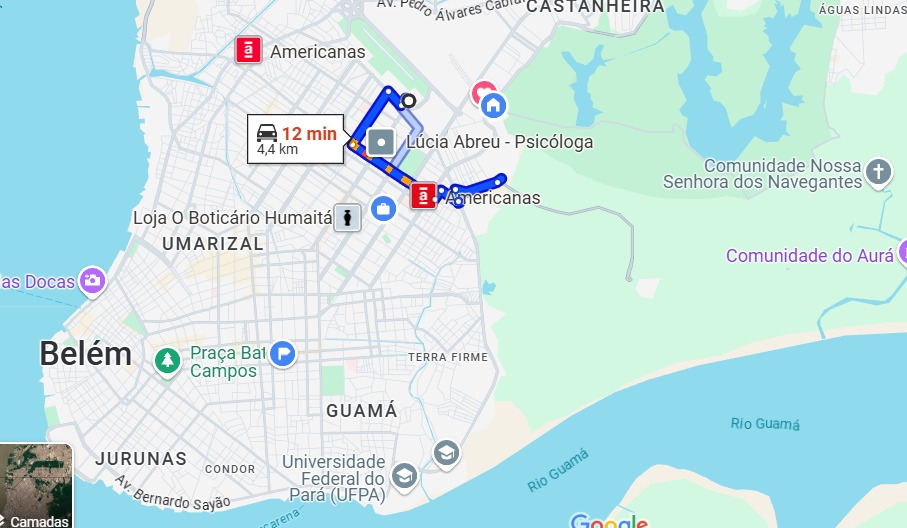 Av. Pedro Álvares Cabral
CASTANHEIRA
ÁGUAS LINDAS
Americanas
12 min
4,4 km
Lúcia Abreu - Psicóloga
Comunidade Nossa
Senhora dos Navegantes
Americanas
Loja O Boticário Humaitá
UMARIZAL
Comunidade do Aurá
as Docas
Belém
Praça Bat
Campos
TERRA FIRME
GUAMÁ
Rio Guamá
JURUNAS
CONDOR
Universidade
Federal do
Pará (UFPA)
Rio Guamá
Av. Bernardo Sayão
Camadas
Google